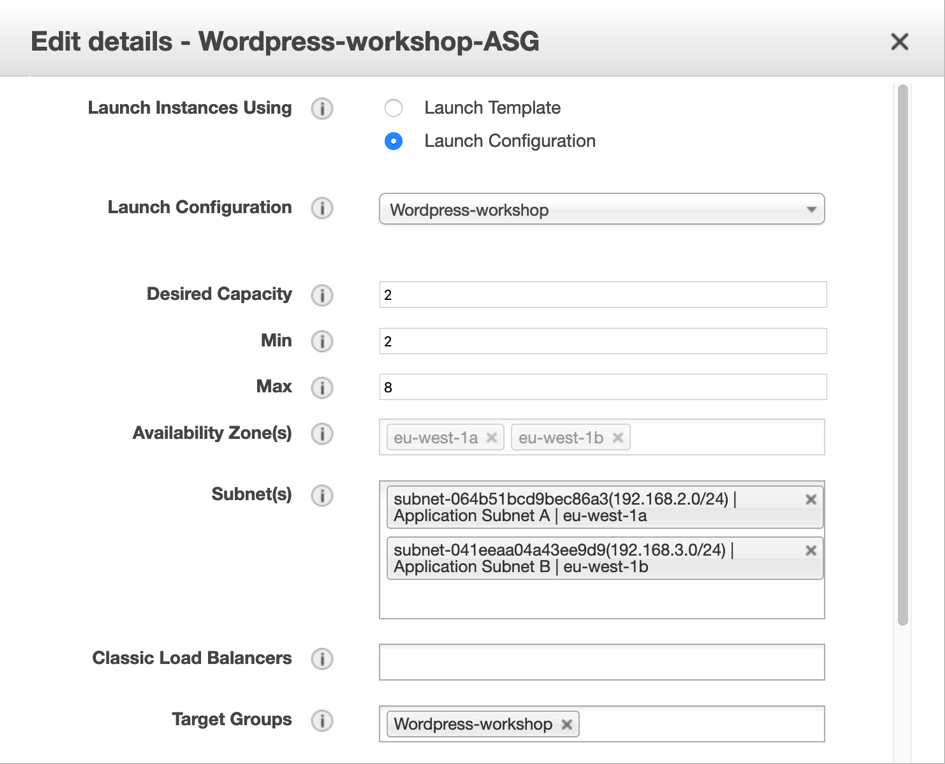 Edit details - Wordpress-workshop-ASG
Launch Instances Using
Launch Template
Launch Configuration
Launch Configuration
Wordpress-workshop
Desired Capacity
2
Min
2
Max
8
Availability Zone(s)
eu-west-1a
eu-west-1b
Subnet(s)
subnet-064b51bcd9bec86a3(192.168.2.0/24) |
Application Subnet A | eu-west-1a
subnet-041eeaa04a43ee9d9(192.168.3.0/24) |
Application Subnet B | eu-west-1b
Classic Load Balancers
Target Groups
Wordpress-workshop